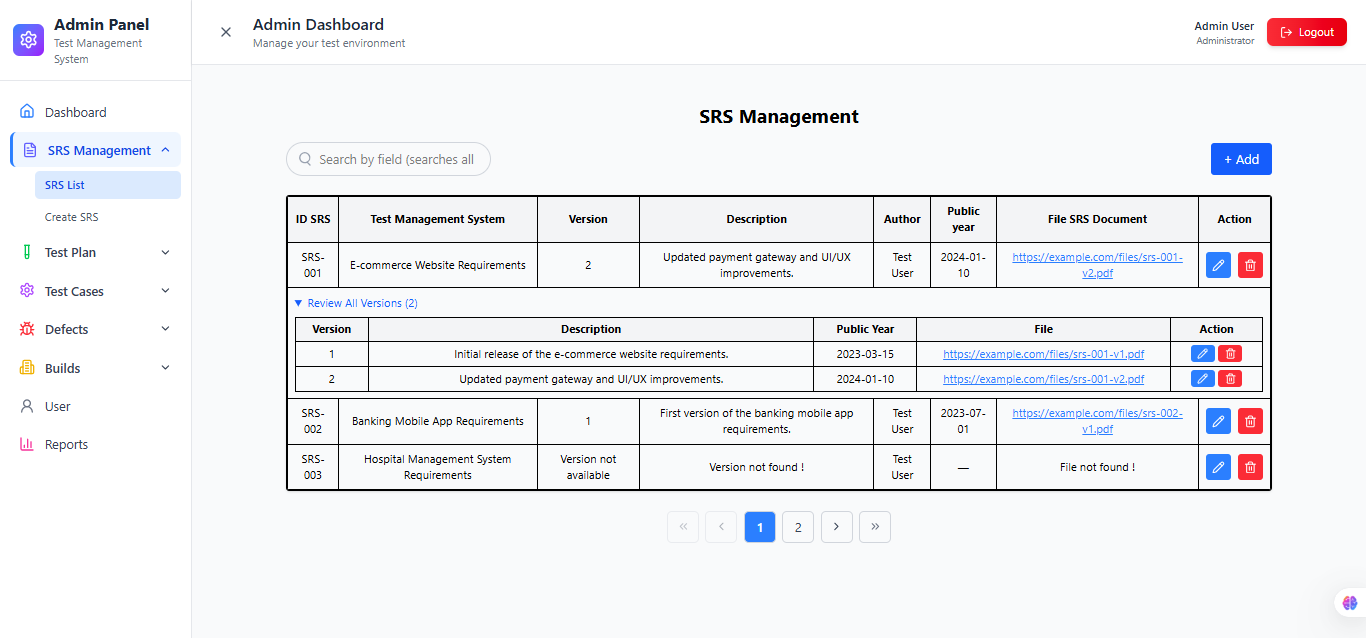 Admin Panel
Test Management
System
Dashboard
SRS Management
SRS List
Create SRS
Test Plan
Test Cases
Defects
Builds
User
Reports
Admin Dashboard
Manage your test environment
Admin User
Administrator
Logout
SRS Management
Search by field (searches all
+ Add
ID SRS Test Management System Version Description Author Public year File SRS Document Action
SRS-001 E-commerce Website Requirements 2 Updated payment gateway and UI/UX improvements. Test User 2024-01-10 https://example.com/files/srs-001-v2.pdf
▼ Review All Versions (2)
Version Description Public Year File Action
1 Initial release of the e-commerce website requirements. 2023-03-15 https://example.com/files/srs-001-v1.pdf
2 Updated payment gateway and UI/UX improvements. 2024-01-10 https://example.com/files/srs-001-v2.pdf
SRS-002 Banking Mobile App Requirements 1 First version of the banking mobile app requirements. Test User 2023-07-01 https://example.com/files/srs-002-v1.pdf
SRS-003 Hospital Management System Requirements Version not available Version not found ! Test User — File not found !
« ‹ 1 2 › »